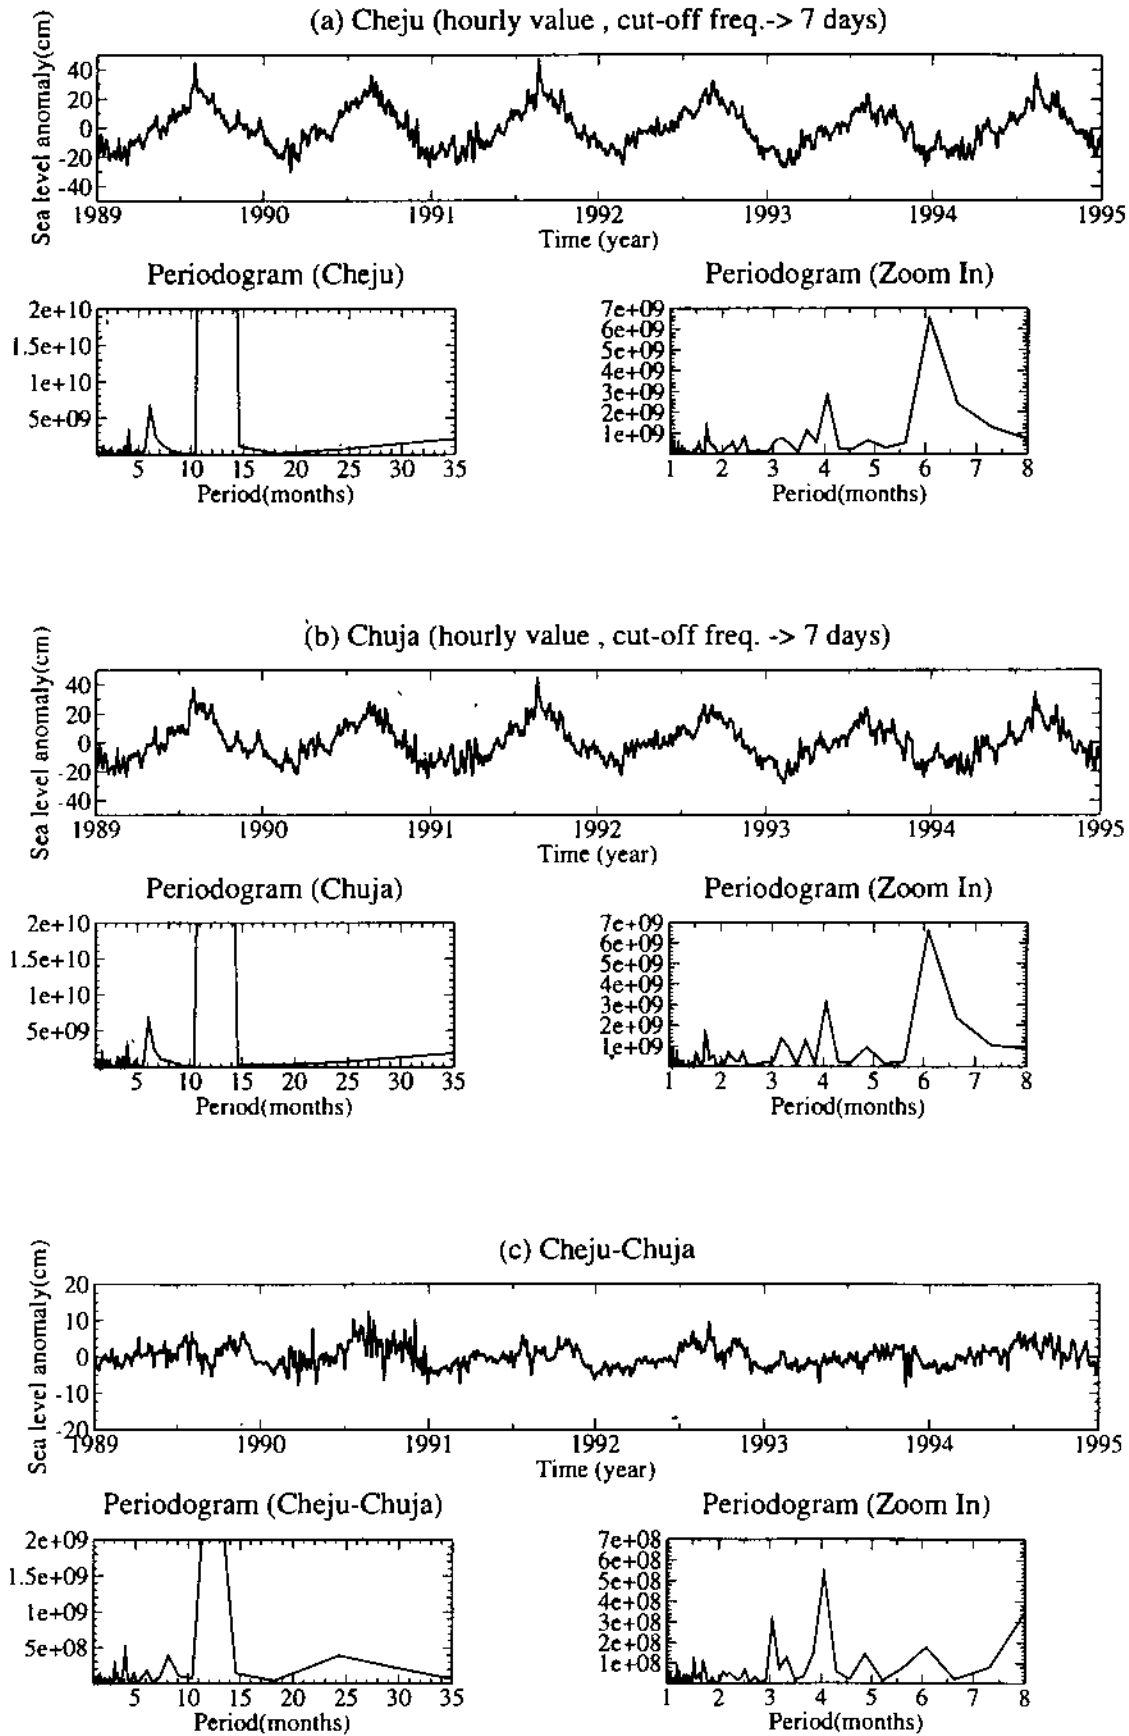 (a) Cheju (hourly value , cut-off freq.-> 7 days)
Sea level anomaly(cm)
40
20
0
-20
-40
1989 1990 1991 1992 1993 1994 1995
Time (year)
Periodogram (Cheju)
2e+10
1.5e+10
1e+10
5e+09
5 10 15 20 25 30 35
Period(months)
Periodogram (Zoom In)
7e+09
6e+09
5e+09
4e+09
3e+09
2e+09
1e+09
1 2 3 4 5 6 7 8
Period(months)
(b) Chuja (hourly value , cut-off freq. -> 7 days)
Sea level anomaly(cm)
40
20
0
-20
-40
1989 1990 1991 1992 1993 1994 1995
Time (year)
Periodogram (Chuja)
2e+10
1.5e+10
1e+10
5e+09
5 10 15 20 25 30 35
Period(months)
Periodogram (Zoom In)
7e+09
6e+09
5e+09
4e+09
3e+09
2e+09
1e+09
1 2 3 4 5 6 7 8
Period(months)
(c) Cheju-Chuja
Sea level anomaly(cm)
20
10
0
-10
-20
1989 1990 1991 1992 1993 1994 1995
Time (year)
Periodogram (Cheju-Chuja)
2e+09
1.5e+09
1e+09
5e+08
5 10 15 20 25 30 35
Period(months)
Periodogram (Zoom In)
7e+08
6e+08
5e+08
4e+08
3e+08
2e+08
1e+08
1 2 3 4 5 6 7 8
Period(months)